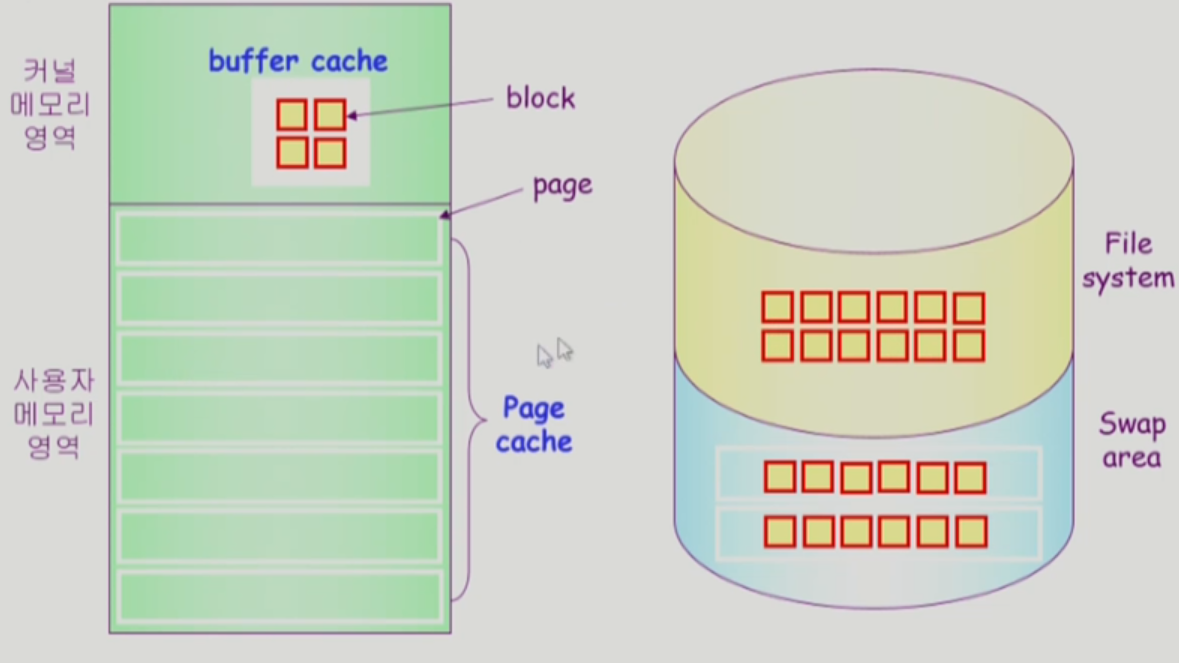 커널
메모리
영역
buffer cache
block
page
사용자
메모리
영역
Page
cache
File
system
Swap
area